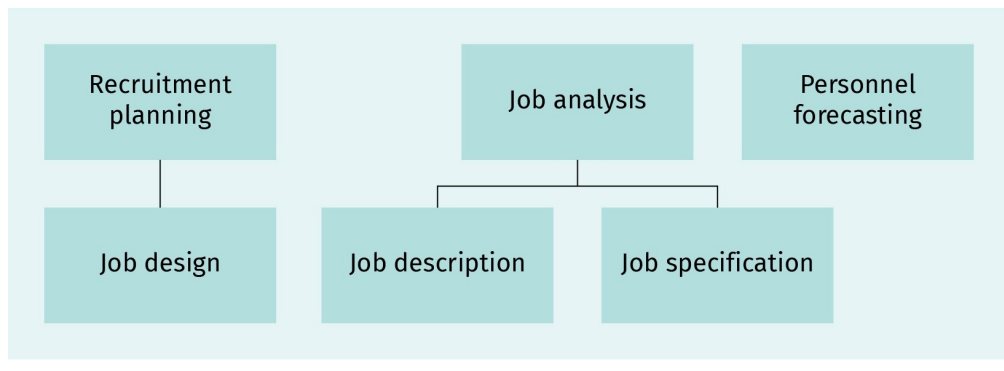 Recruitment
planning
Job analysis
Personnel
forecasting
Job design
Job description
Job specification